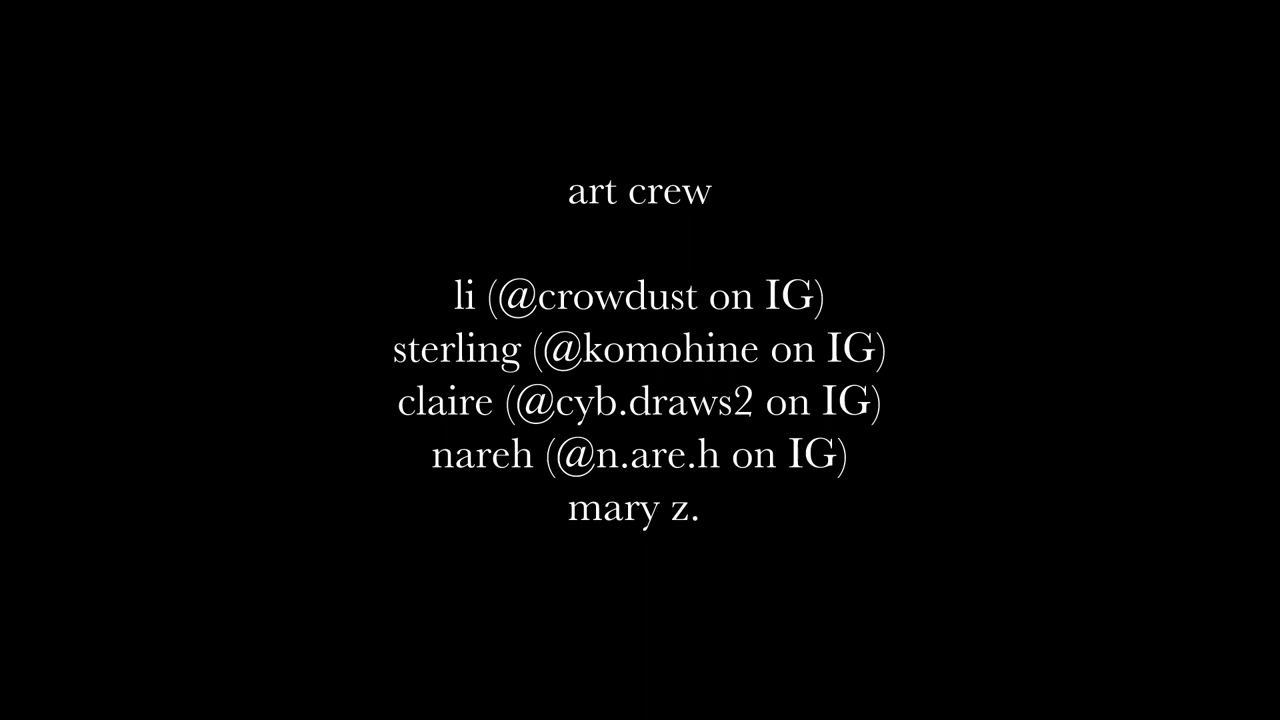 art crew
li (@crowdust on IG)
sterling (@komohine on IG)
claire (@cyb.draws2 on IG)
nareh (@n.are.h on IG)
mary z.